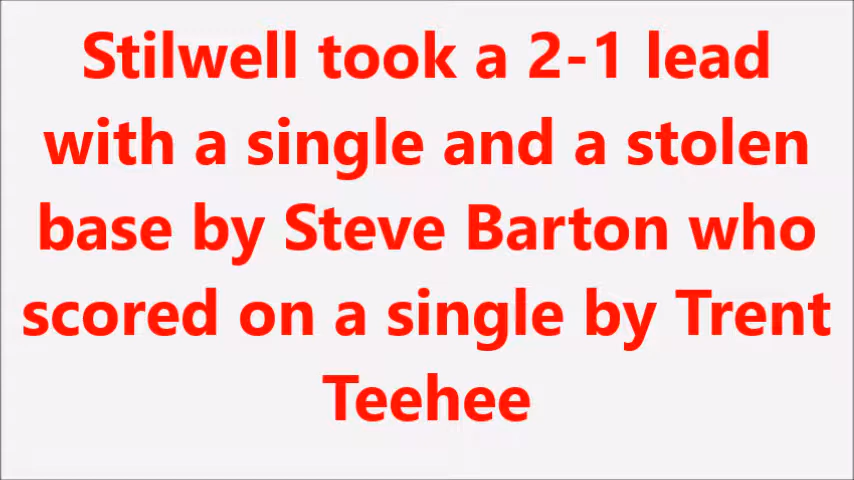 Stilwell took a 2-1 lead
with a single and a stolen
base by Steve Barton who
scored on a single by Trent
Teehee